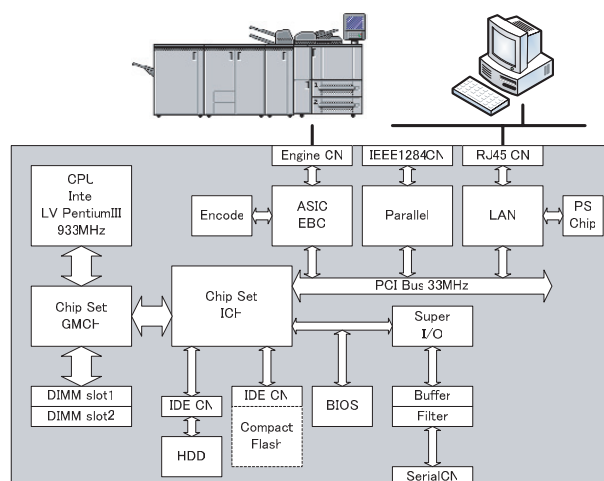 1
2
Engine CN
IEEE1284CN
RJ45 CN
CPU
Inte
LV PentiumIII
933MHz
Encode
ASIC
EBC
Parallel
LAN
PS
Chip
PCI Bus 33MHz
Chip Set
GMCH
Chip Set
ICH
Super
I/O
DIMM slot1
DIMM slot2
IDE CN
IDE CN
BIOS
Buffer
Filter
Compact
Flash
HDD
SerialCN